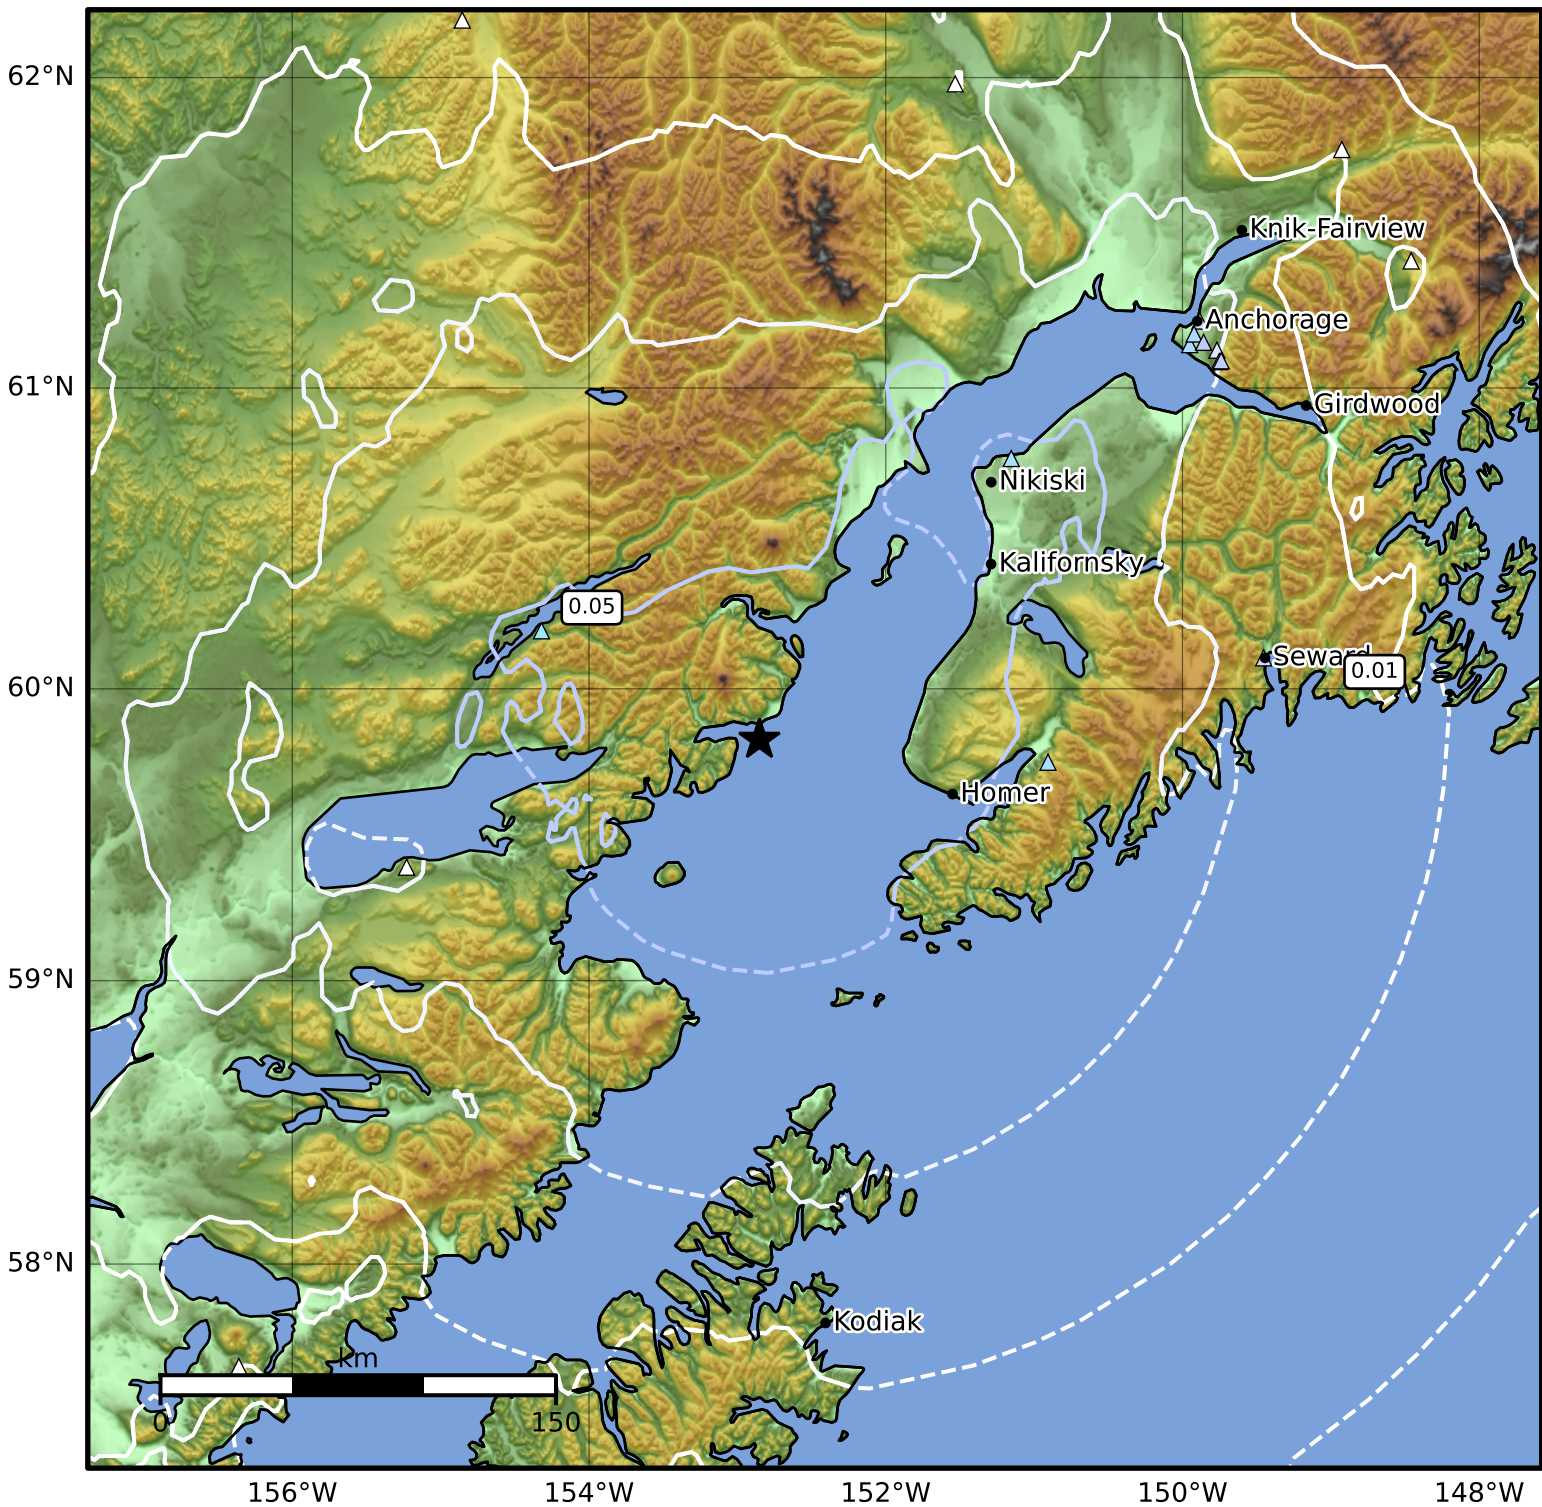 62°N
Knik-Fairview
Anchorage
61°N
Girdwood
Nikiski
Kalifornsky
0.05
Seward
0.01
60°N
Homer
59°N
58°N
Kodiak
km
0
150
156°W
154°W
152°W
150°W
148°W